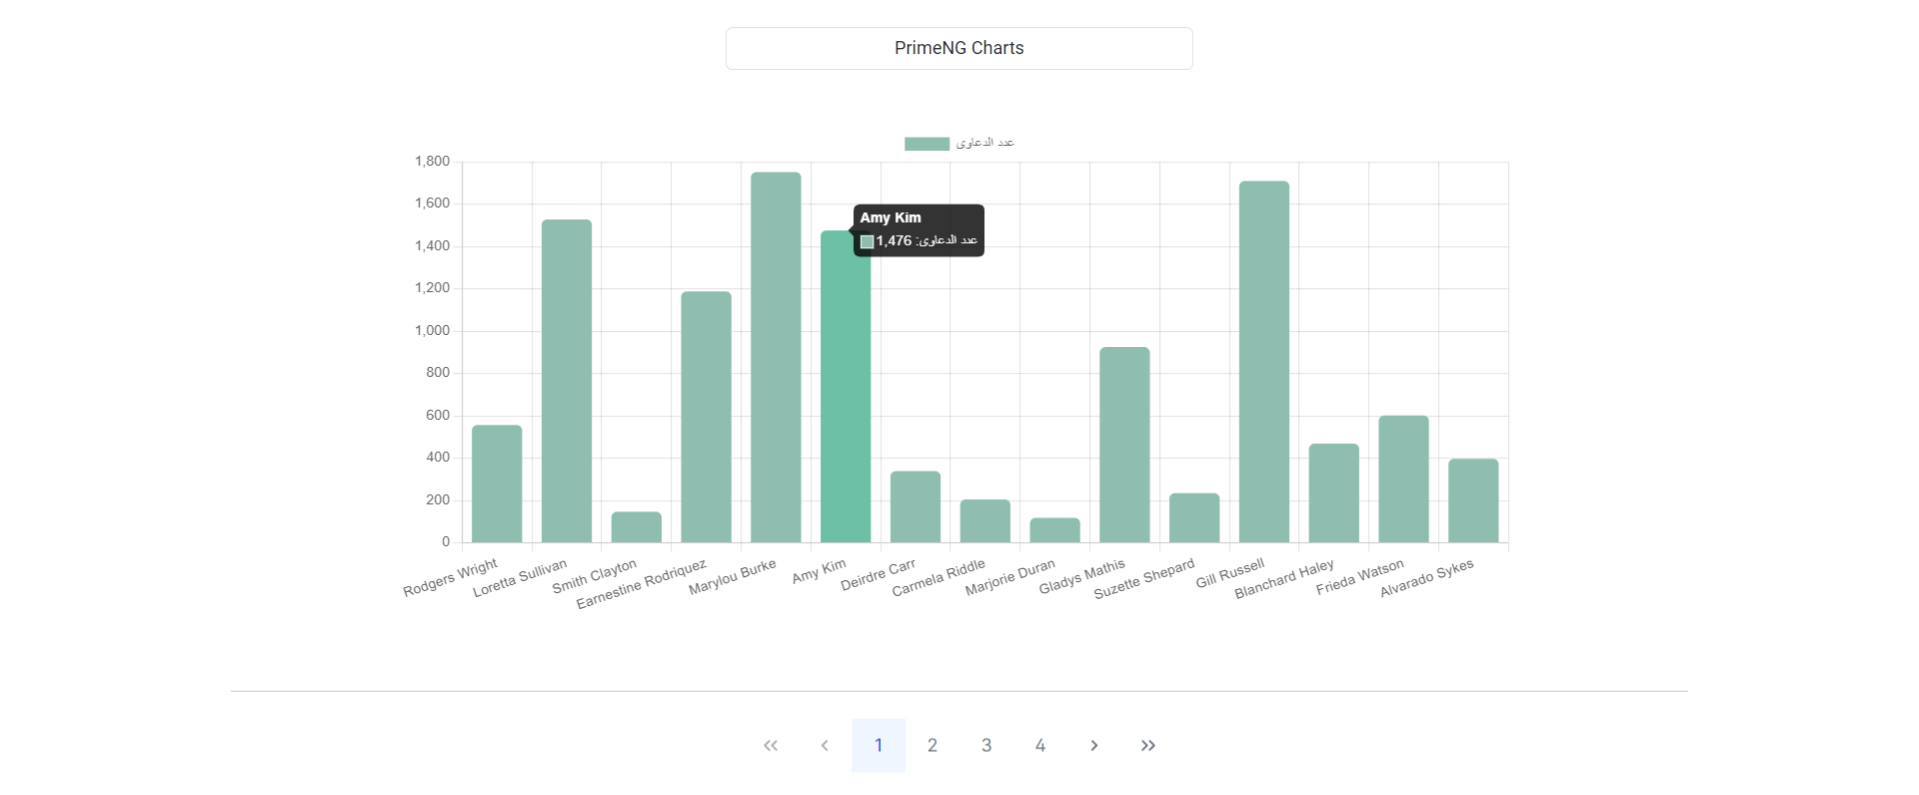 PrimeNG Charts
عدد الدعاوى
1,800
1,600
1,400
1,200
1,000
800
600
400
200
0
Amy Kim
عدد الدعاوى: 1,476
Rodgers Wright
Loretta Sullivan
Smith Clayton
Earnestine Rodriquez
Marylou Burke
Amy Kim
Deirdre Carr
Carmela Riddle
Marjorie Duran
Gladys Mathis
Suzette Shepard
Gill Russell
Blanchard Haley
Frieda Watson
Alvarado Sykes
« ‹ 1 2 3 4 › »